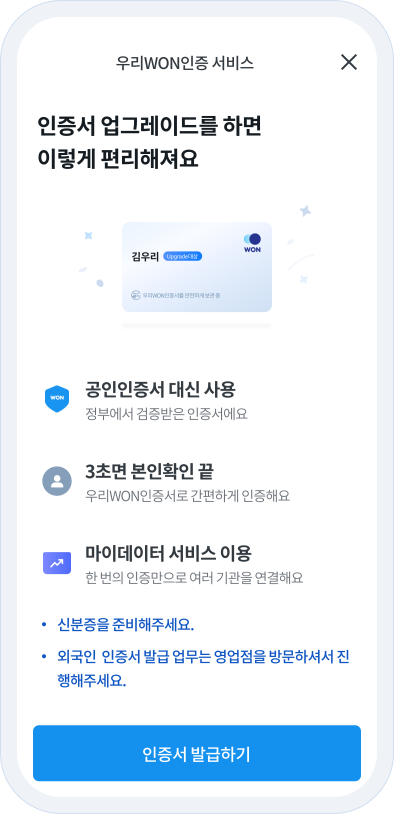 우리WON인증 서비스
인증서 업그레이드를 하면
이렇게 편리해져요
WON
김우리 Upgrade대상
우리WON인증서를 안전하게 보관 중
WON
공인인증서 대신 사용
정부에서 검증받은 인증서에요
3초면 본인확인 끝
우리WON인증서로 간편하게 인증해요
마이데이터 서비스 이용
한 번의 인증만으로 여러 기관을 연결해요
• 신분증을 준비해주세요.
• 외국인 인증서 발급 업무는 영업점을 방문하셔서 진
행해주세요.
인증서 발급하기